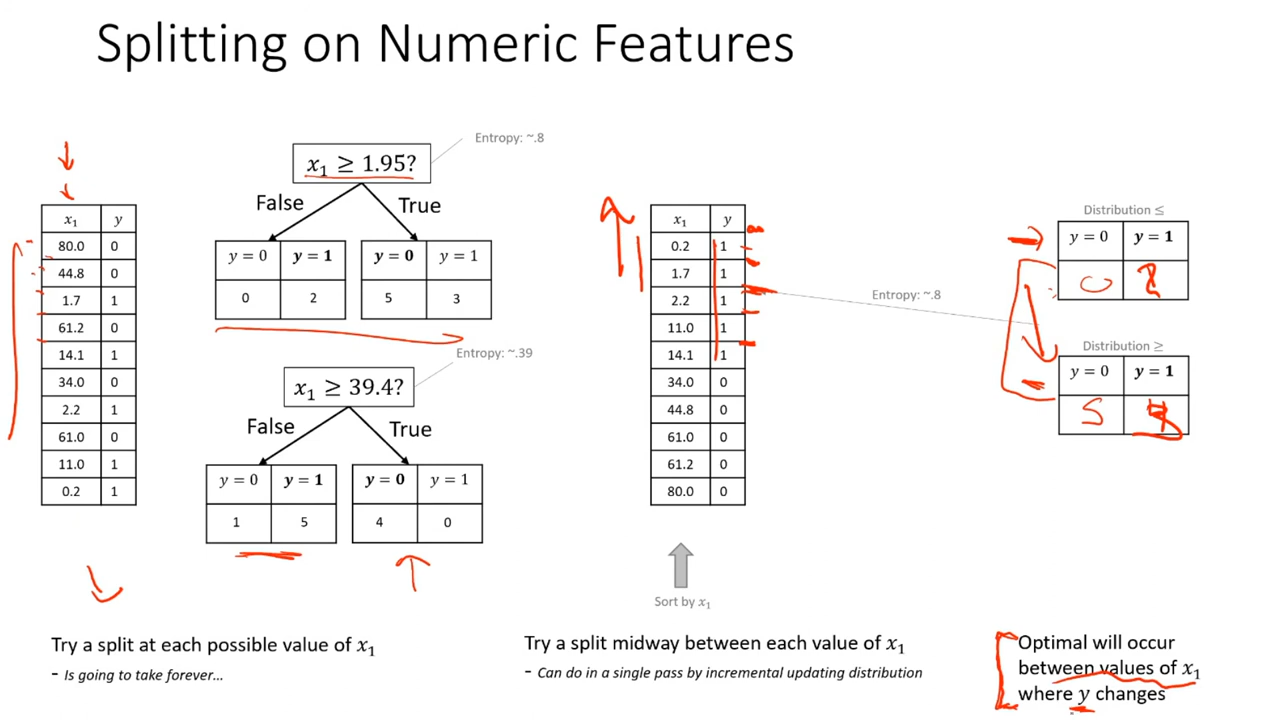 Splitting on Numeric Features
x₁ y
80.0 0
44.8 0
1.7 1
61.2 0
14.1 1
34.0 0
2.2 1
61.0 0
11.0 1
0.2 1
Try a split at each possible value of x₁
- Is going to take forever…
Entropy: ~.8
x₁ ≥ 1.95?
False True
y = 0 y = 1 y = 0 y = 1
0 2 5 3
Entropy: ~.39
x₁ ≥ 39.4?
False True
y = 0 y = 1 y = 0 y = 1
1 5 4 0
x₁ y
0.2 1
1.7 1
2.2 1
11.0 1
14.1 1
34.0 0
44.8 0
61.0 0
61.2 0
80.0 0
Sort by x₁
Try a split midway between each value of x₁
- Can do in a single pass by incremental updating distribution
Entropy: ~.8
Distribution ≤
y = 0 y = 1
0 2
Distribution ≥
y = 0 y = 1
5
Optimal will occur
between values of x₁
where y changes